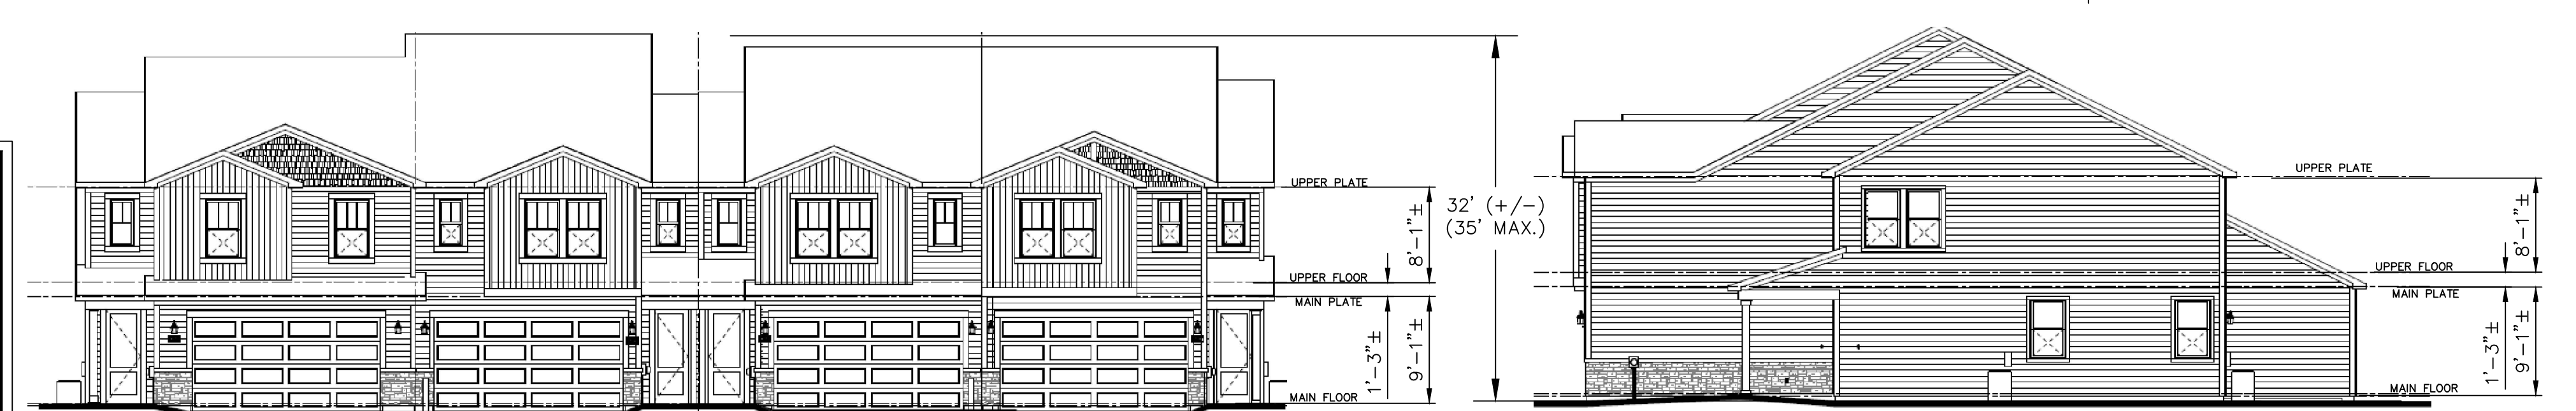 UPPER PLATE
8'-1"±
UPPER FLOOR
MAIN PLATE
1'-3"±
9'-1"±
MAIN FLOOR
32' (+/-)
(35' MAX.)
UPPER PLATE
8'-1"±
UPPER FLOOR
MAIN PLATE
1'-3"±
9'-1"±
MAIN FLOOR